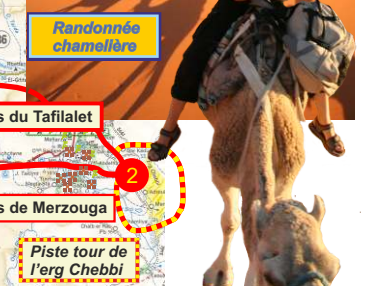 Randonnée
chamelière
s du Tafilalet
2
s de Merzouga
Piste tour de
l'erg Chebbi